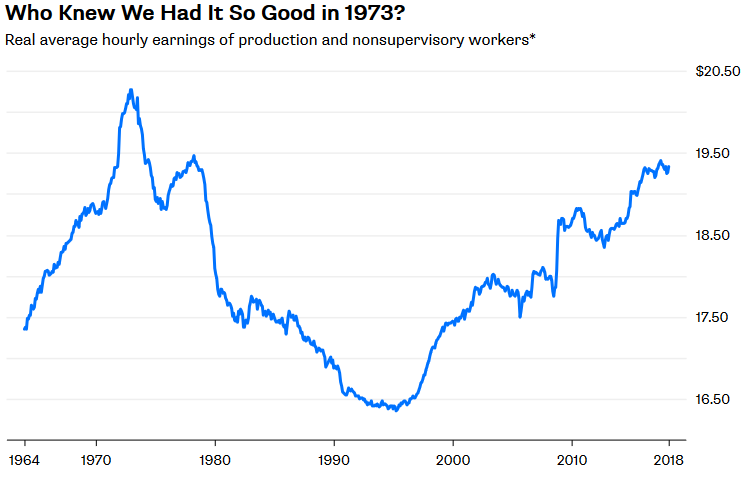 Who Knew We Had It So Good in 1973?
Real average hourly earnings of production and nonsupervisory workers*
$20.50
19.50
18.50
17.50
16.50
1964 1970 1980 1990 2000 2010 2018